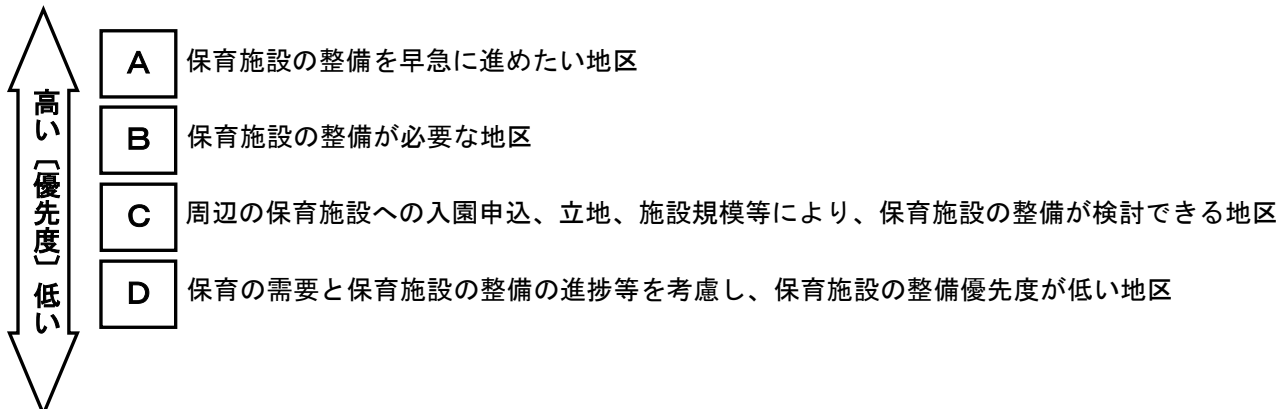 高い〔優先度〕低い
A 保育施設の整備を早急に進めたい地区
B 保育施設の整備が必要な地区
C 周辺の保育施設への入園申込、立地、施設規模等により、保育施設の整備が検討できる地区
D 保育の需要と保育施設の整備の進捗等を考慮し、保育施設の整備優先度が低い地区